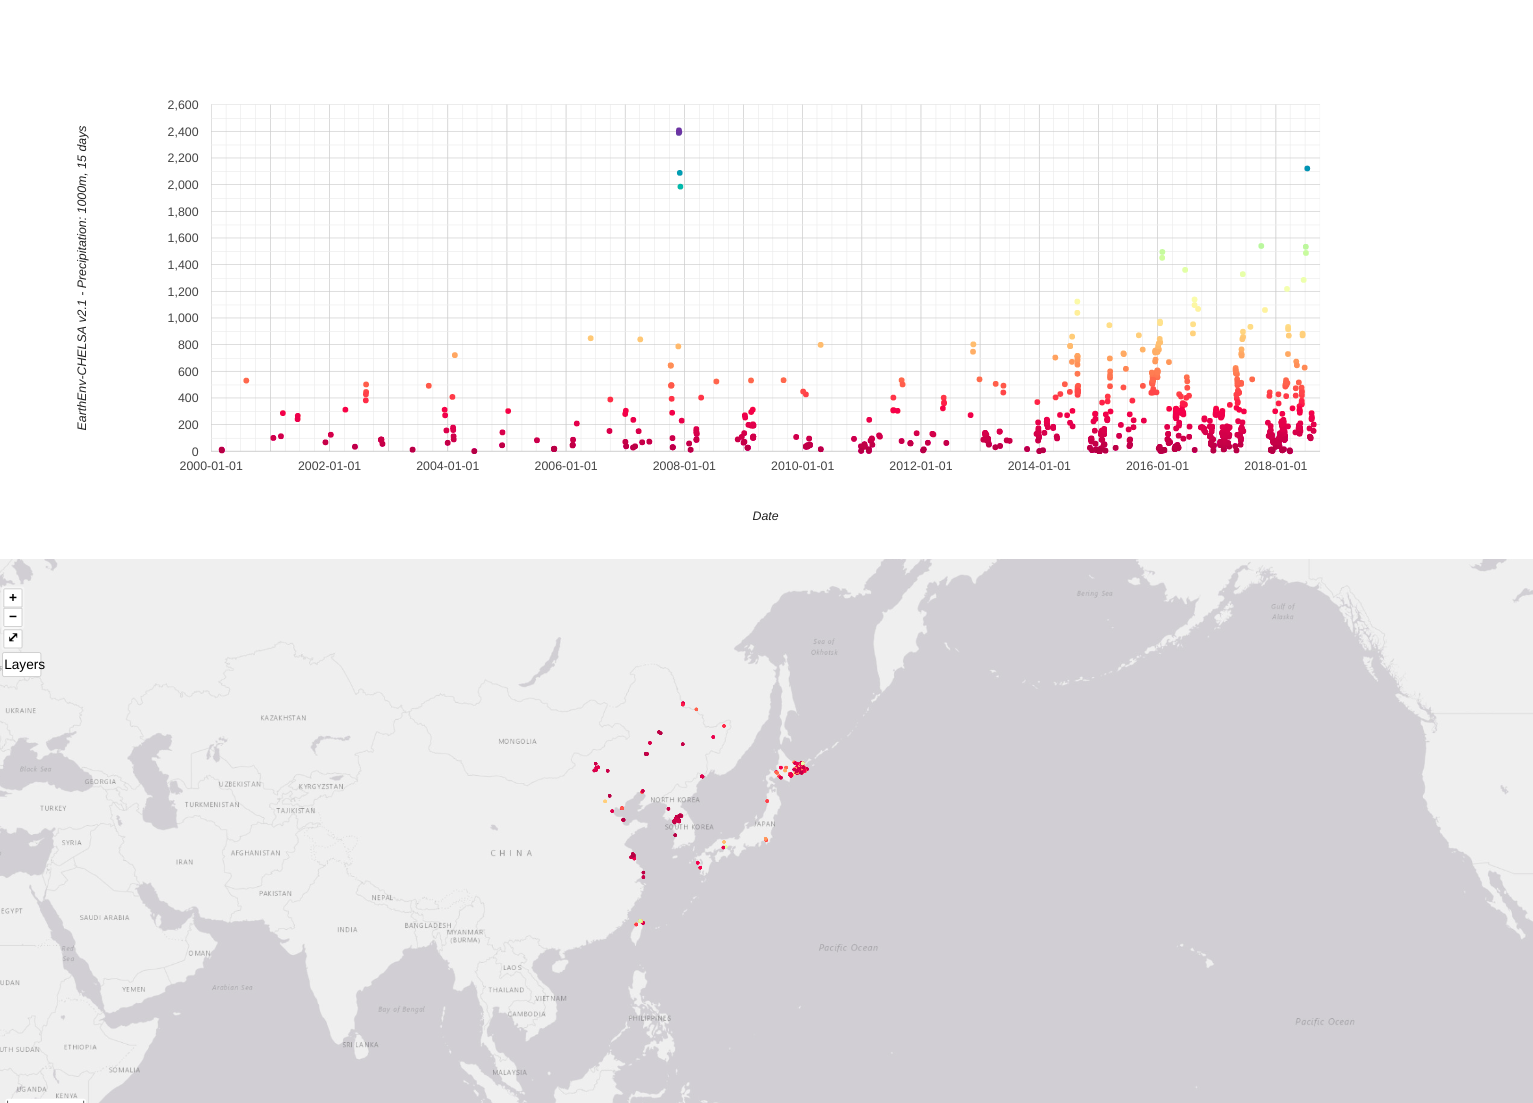 2,600
2,400
2,200
2,000
1,800
1,600
1,400
1,200
1,000
800
600
400
200
0
EarthEnv-CHELSA v2.1 - Precipitation: 1000m, 15 days
2000-01-01 2002-01-01 2004-01-01 2006-01-01 2008-01-01 2010-01-01 2012-01-01 2014-01-01 2016-01-01 2018-01-01
Date
+
−
Layers
Bering Sea
Gulf of
Alaska
Sea of
Okhotsk
UKRAINE
KAZAKHSTAN
MONGOLIA
Black Sea
GEORGIA
UZBEKISTAN
KYRGYZSTAN
TURKEY
TURKMENISTAN
TAJIKISTAN
NORTH KOREA
SOUTH KOREA
JAPAN
SYRIA
IRAN
AFGHANISTAN
CHINA
PAKISTAN
NEPAL
EGYPT
SAUDI ARABIA
INDIA
BANGLADESH
MYANMAR
(BURMA)
Red
Sea
OMAN
LAOS
Pacific Ocean
UDAN
YEMEN
Arabian Sea
THAILAND
VIETNAM
Bay of Bengal
CAMBODIA
PHILIPPINES
Pacific Ocean
UTH SUDAN
ETHIOPIA
SRI LANKA
SOMALIA
MALAYSIA
UGANDA
KENYA